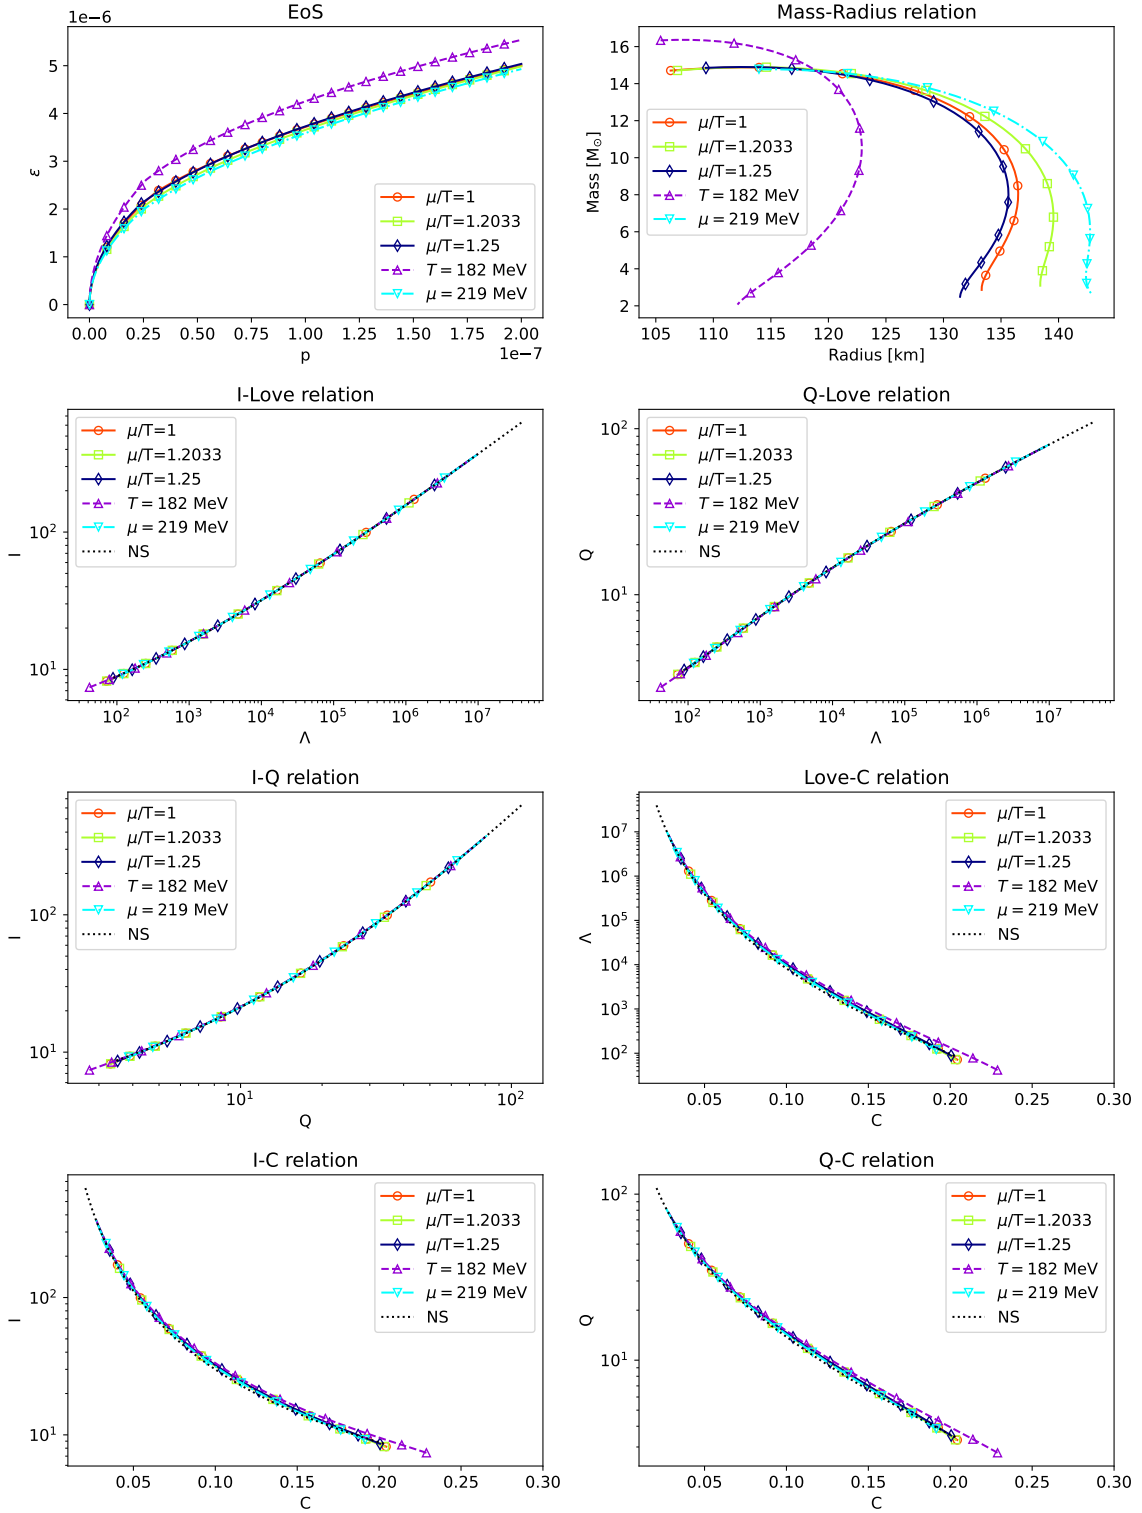 EoS
1e−6
5
4
3
2
1
0
ε
0.00
0.25
0.50
0.75
1.00
1.25
1.50
1.75
2.00
1e−7
p
μ/T=1
μ/T=1.2033
μ/T=1.25
T = 182 MeV
μ = 219 MeV
Mass-Radius relation
16
14
12
10
8
6
4
2
Mass [M⊙]
105
110
115
120
125
130
135
140
Radius [km]
μ/T=1
μ/T=1.2033
μ/T=1.25
T = 182 MeV
μ = 219 MeV
I-Love relation
10²
10¹
I
10²
10³
10⁴
10⁵
10⁶
10⁷
Λ
μ/T=1
μ/T=1.2033
μ/T=1.25
T = 182 MeV
μ = 219 MeV
NS
Q-Love relation
10²
10¹
Q
10²
10³
10⁴
10⁵
10⁶
10⁷
Λ
μ/T=1
μ/T=1.2033
μ/T=1.25
T = 182 MeV
μ = 219 MeV
NS
I-Q relation
10²
10¹
I
10¹
10²
Q
μ/T=1
μ/T=1.2033
μ/T=1.25
T = 182 MeV
μ = 219 MeV
NS
Love-C relation
10⁷
10⁶
10⁵
10⁴
10³
10²
Λ
0.05
0.10
0.15
0.20
0.25
0.30
C
μ/T=1
μ/T=1.2033
μ/T=1.25
T = 182 MeV
μ = 219 MeV
NS
I-C relation
10²
10¹
I
0.05
0.10
0.15
0.20
0.25
0.30
C
μ/T=1
μ/T=1.2033
μ/T=1.25
T = 182 MeV
μ = 219 MeV
NS
Q-C relation
10²
10¹
Q
0.05
0.10
0.15
0.20
0.25
0.30
C
μ/T=1
μ/T=1.2033
μ/T=1.25
T = 182 MeV
μ = 219 MeV
NS